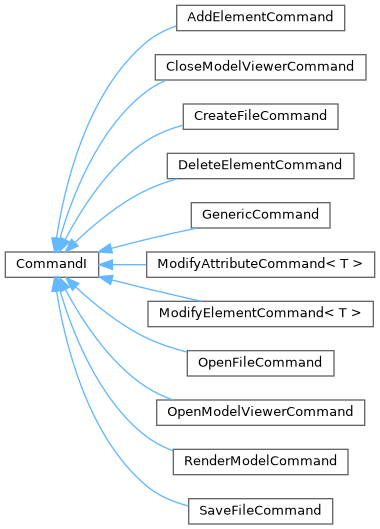 AddElementCommand
CloseModelViewerCommand
CreateFileCommand
DeleteElementCommand
GenericCommand
CommandI
ModifyAttributeCommand< T >
ModifyElementCommand< T >
OpenFileCommand
OpenModelViewerCommand
RenderModelCommand
SaveFileCommand